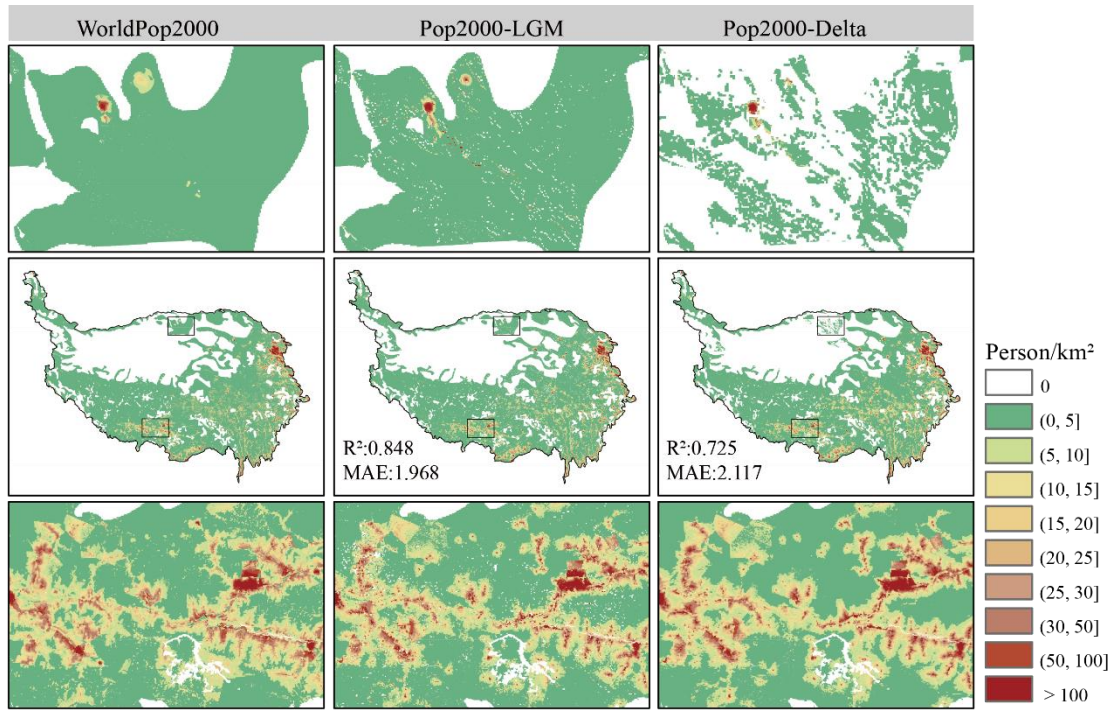 WorldPop2000
Pop2000-LGM
Pop2000-Delta
R²:0.848
MAE:1.968
R²:0.725
MAE:2.117
Person/km²
0
(0, 5]
(5, 10]
(10, 15]
(15, 20]
(20, 25]
(25, 30]
(30, 50]
(50, 100]
> 100